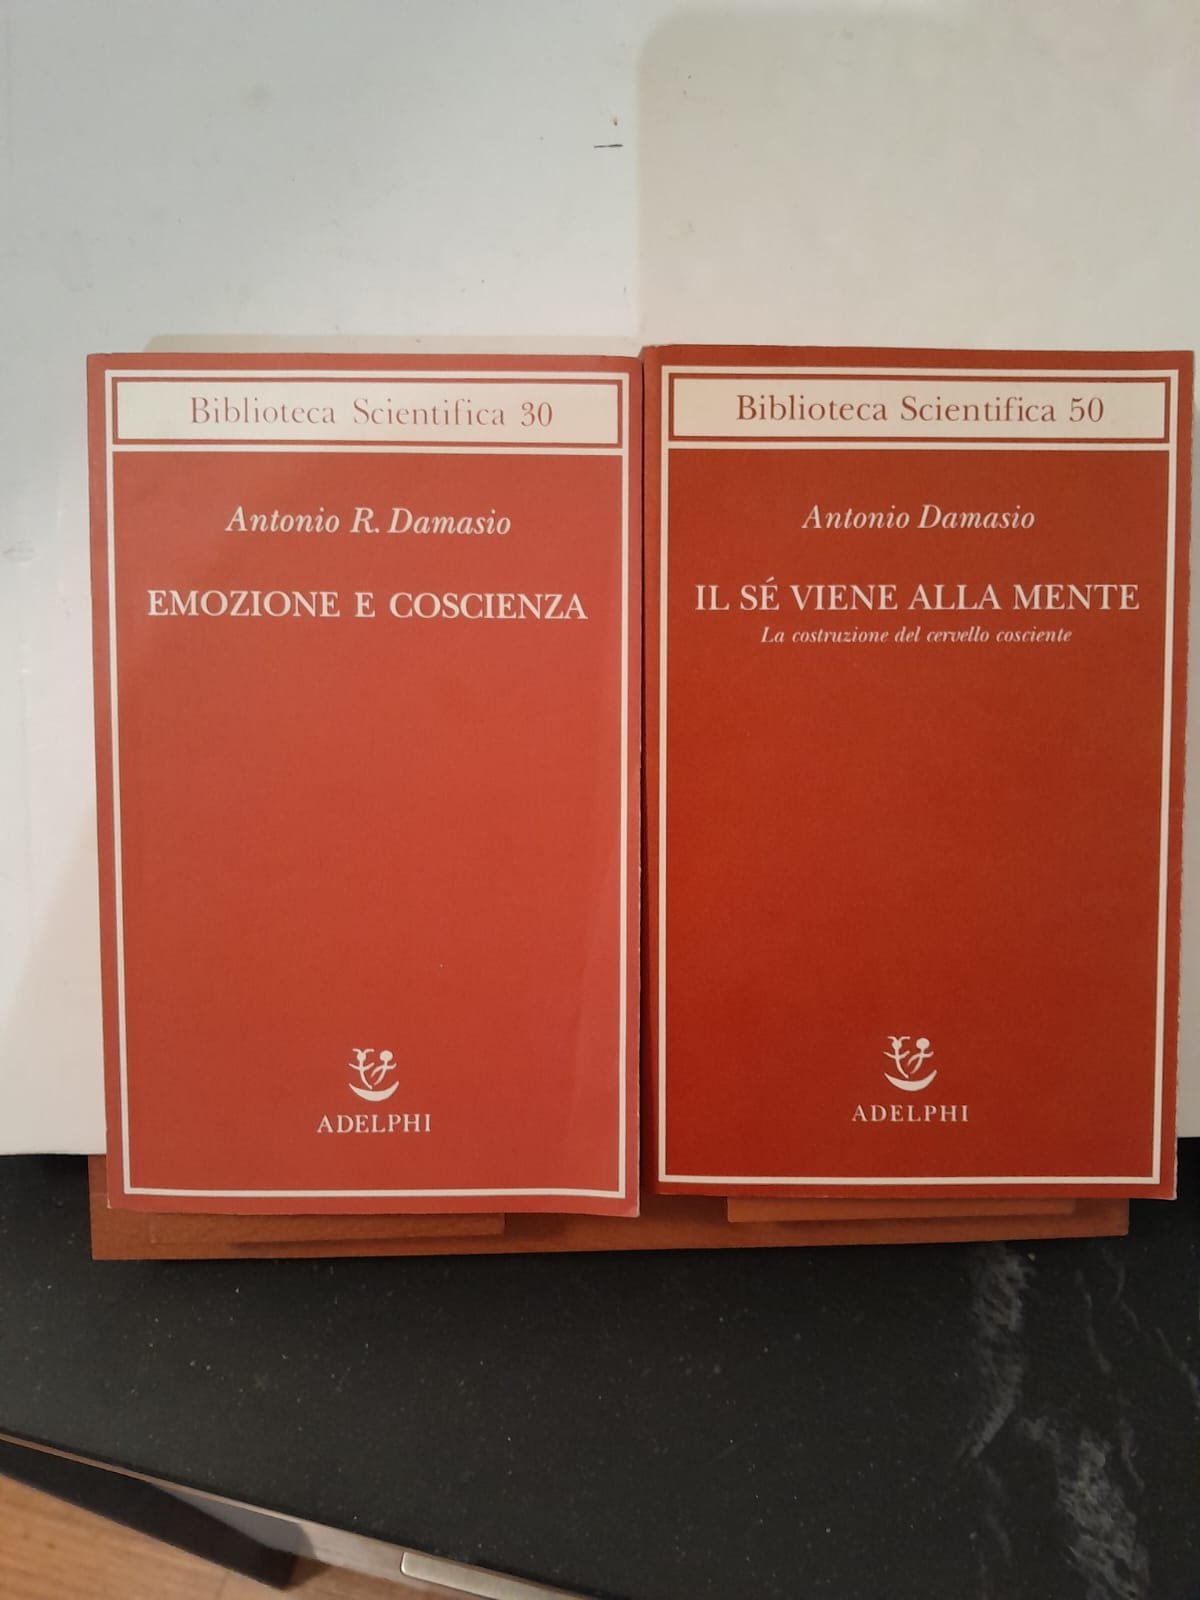 Biblioteca Scientifica 30
Antonio R. Damasio
EMOZIONE E COSCIENZA
ADELPHI
Biblioteca Scientifica 50
Antonio Damasio
IL SÉ VIENE ALLA MENTE
La costruzione del cervello cosciente
ADELPHI